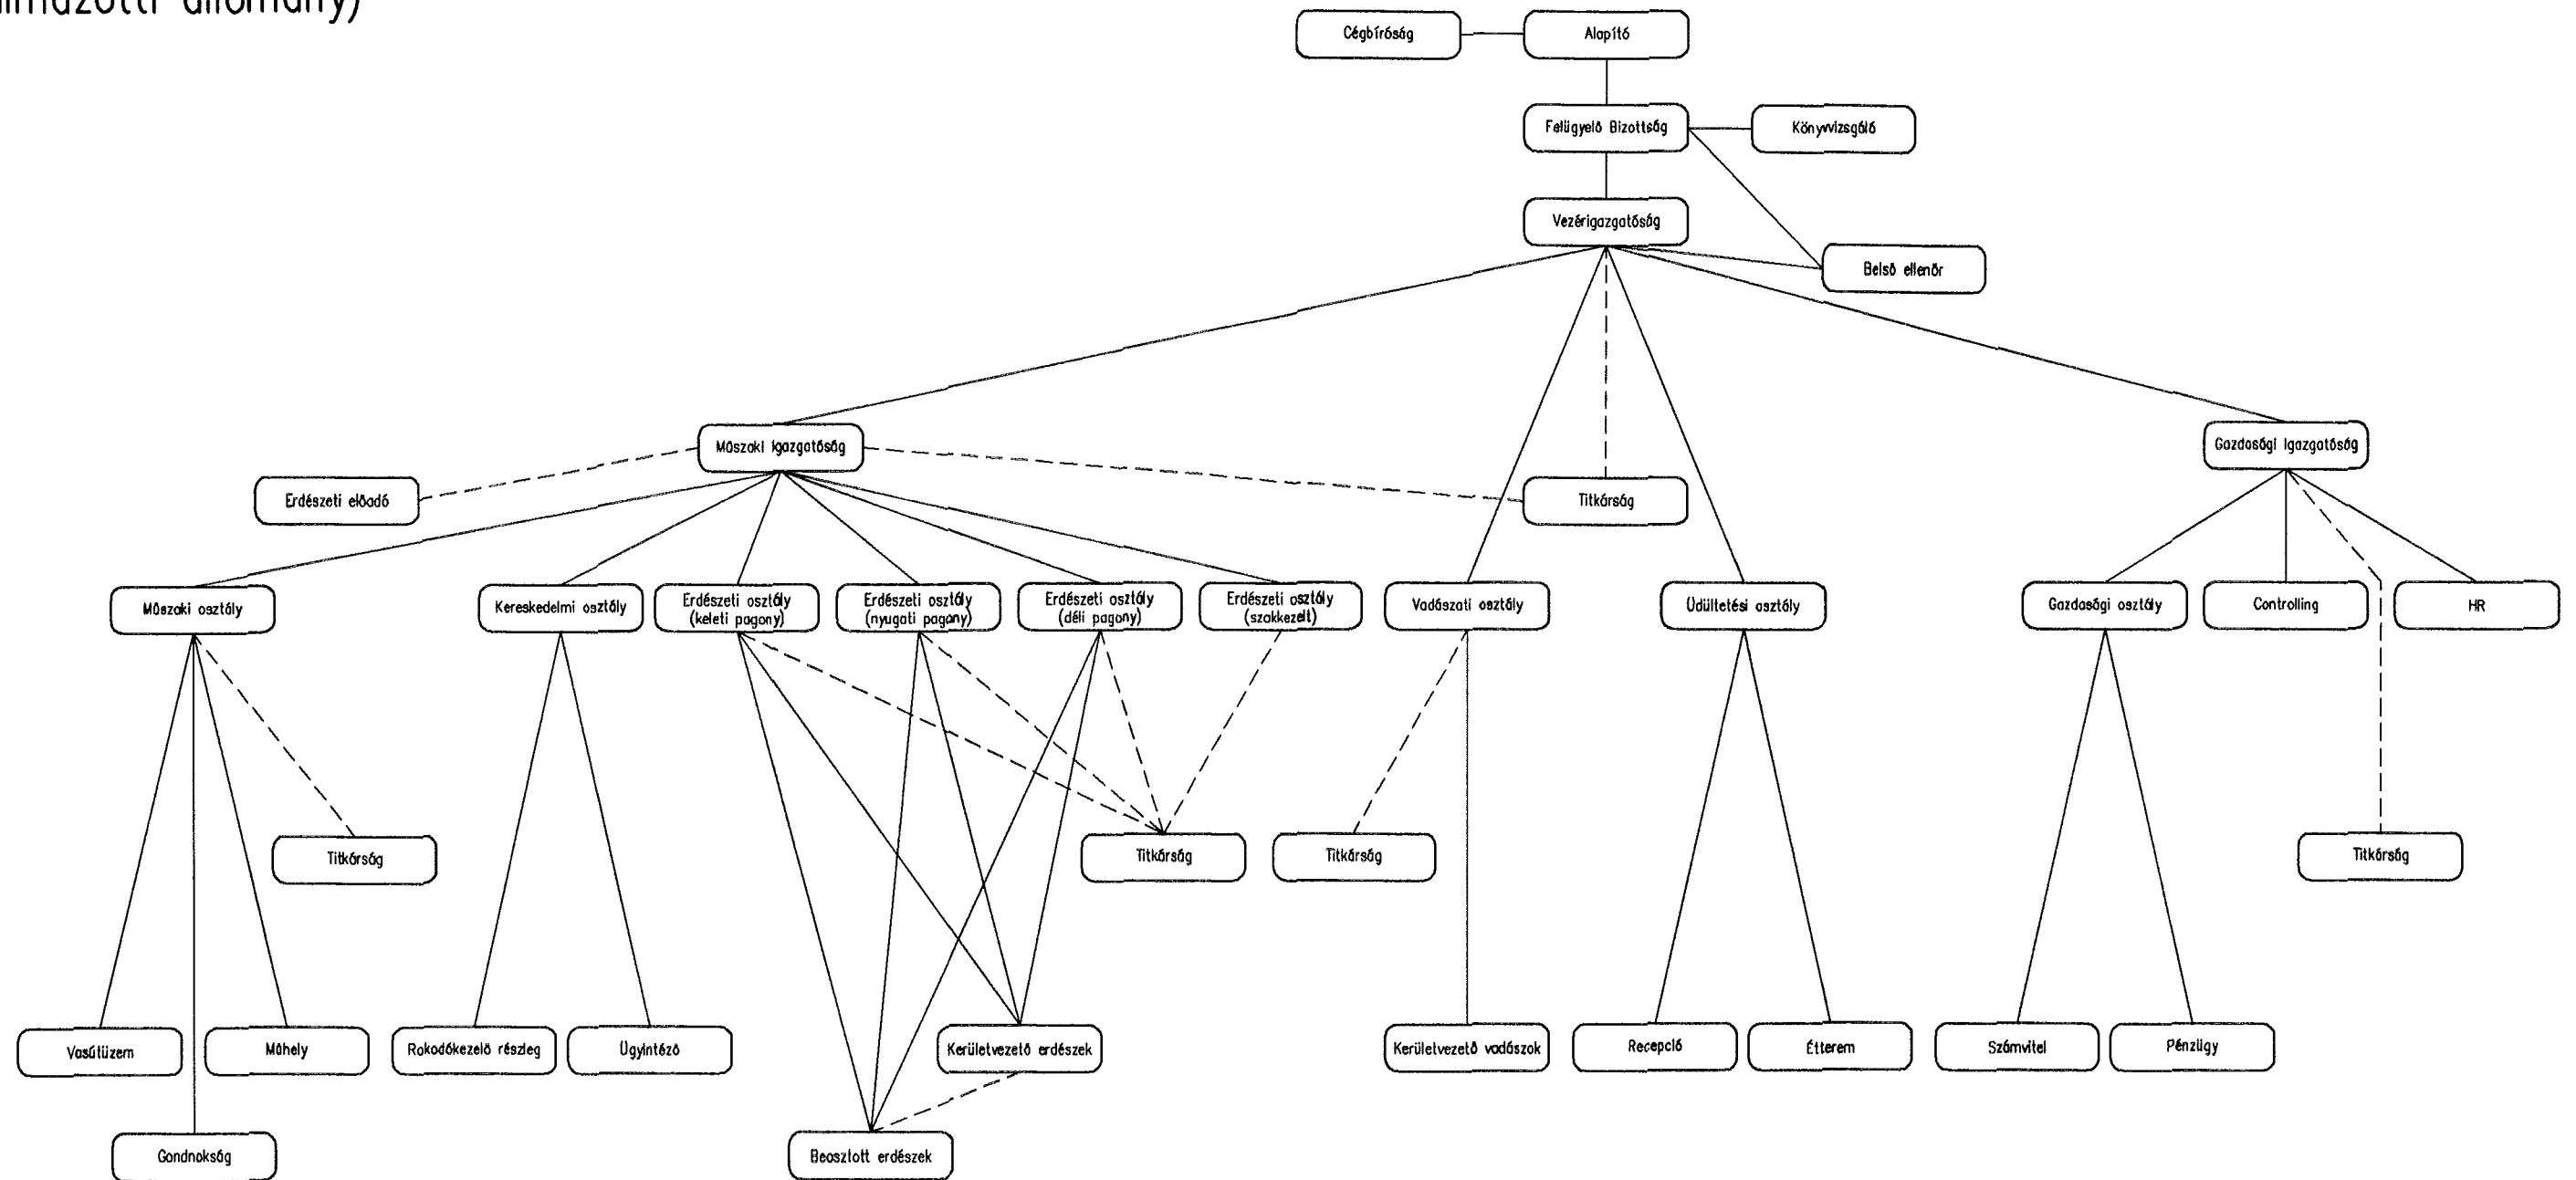 állomány)
Cégbíróság
Alapító
Felügyelő Bizottság
Könyvvizsgáló
Vezérigazgatóság
Belső ellenőr
Műszaki Igazgatóság
Gazdasági Igazgatóság
Erdészeti előadó
Titkárság
Műszaki osztály
Kereskedelmi osztály
Erdészeti osztály
(keleti pagony)
Erdészeti osztály
(nyugati pagony)
Erdészeti osztály
(déli pagony)
Erdészeti osztály
(szakkezelt)
Vadászati osztály
Üdültetési osztály
Gazdasági osztály
Controlling
HR
Titkárság
Titkárság
Titkárság
Titkárság
Vasútüzem
Műhely
Rakodókezelő részleg
Ügyintéző
Kerületvezető erdészek
Kerületvezető vadászok
Recepció
Étterem
Számvitel
Pénzügy
Gondnokság
Beosztott erdészek